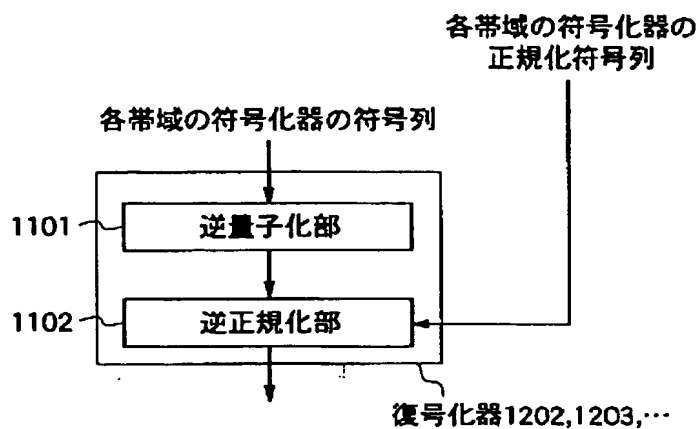 各帯域の符号化器の
正規化符号列
各帯域の符号化器の符号列
1101
逆量子化部
1102
逆正規化部
復号化器1202,1203,…